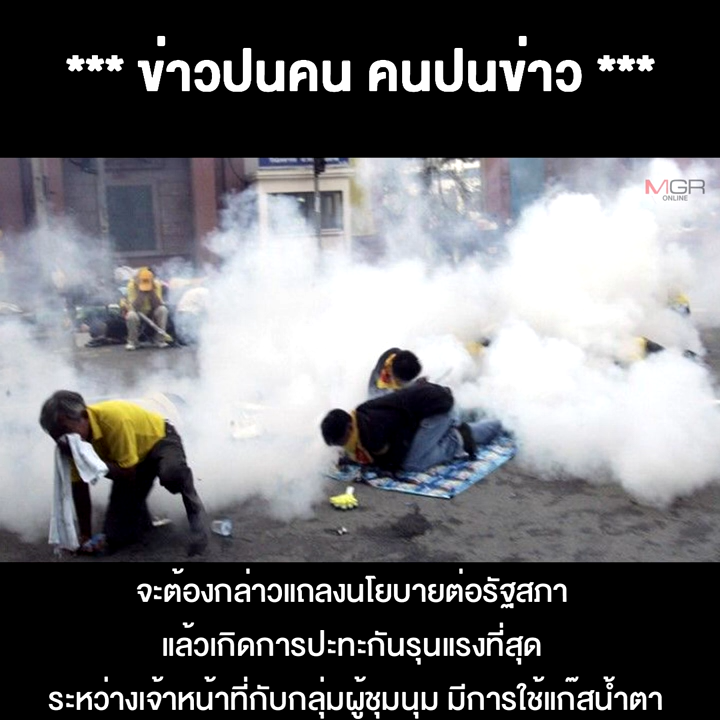 *** ข่าวปนคน คนปนข่าว ***
MGR
ONLINE
จะต้องกล่าวแถลงนโยบายต่อรัฐสภา
แล้วเกิดการปะทะกันรุนแรงที่สุด
ระหว่างเจ้าหน้าที่กับกลุ่มผู้ชุมนุม มีการใช้แก๊สน้ำตา